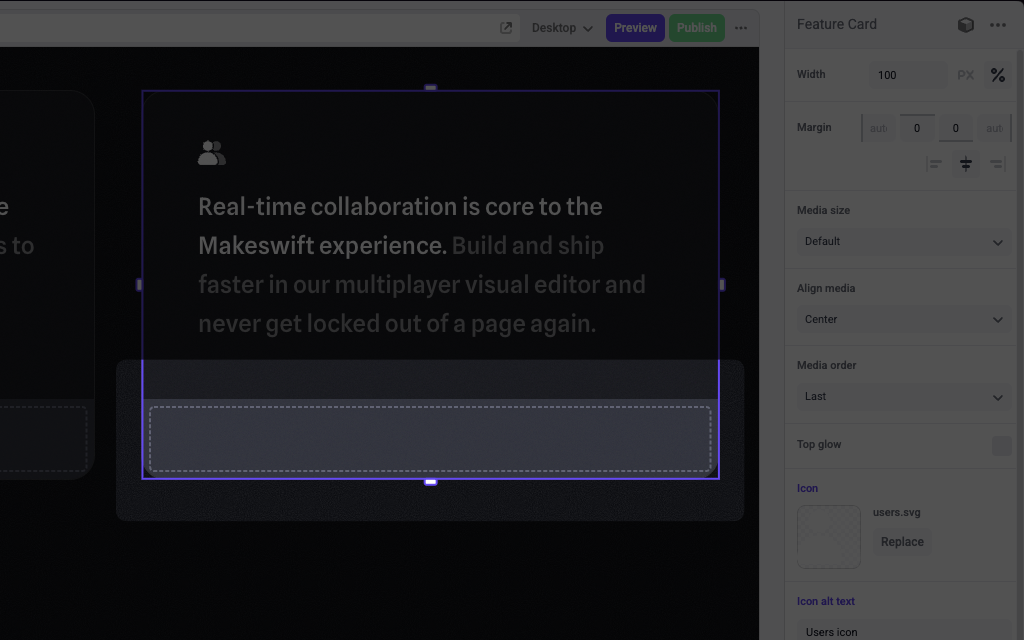 Desktop
Preview
Publish
Feature Card
Width
100
PX
%
Margin
auto
0
0
auto
e
s to
Real-time collaboration is core to the
Makeswift experience. Build and ship
faster in our multiplayer visual editor and
never get locked out of a page again.
Media size
Default
Align media
Center
Media order
Last
Top glow
Icon
users.svg
Replace
Icon alt text
Users icon